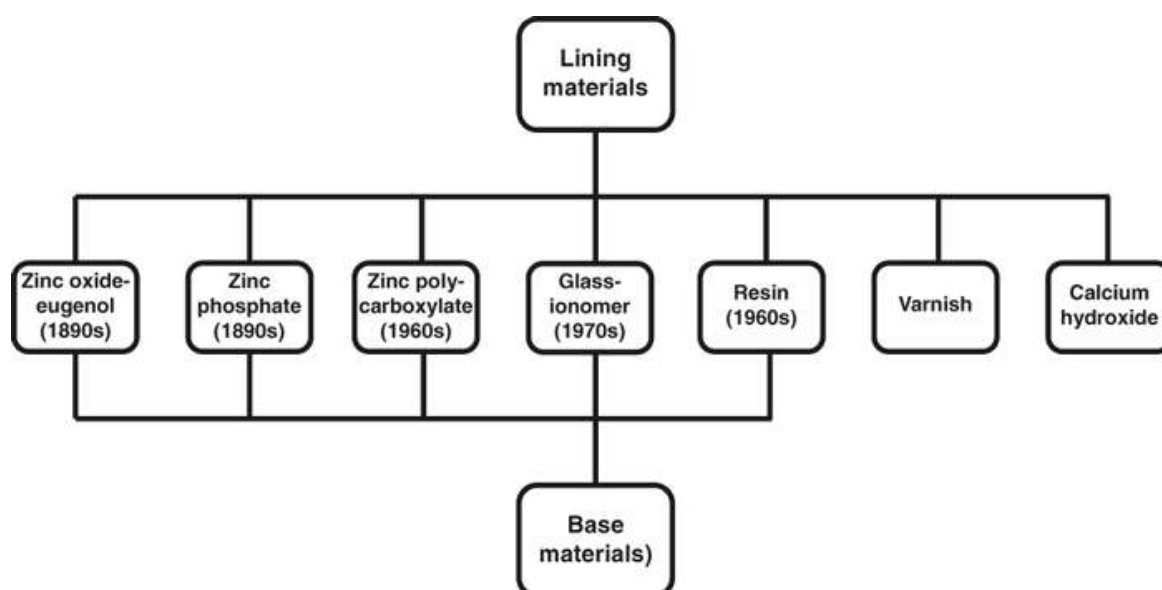 Lining
materials
Zinc oxide-
eugenol
(1890s)
Zinc
phosphate
(1890s)
Zinc poly-
carboxylate
(1960s)
Glass-
ionomer
(1970s)
Resin
(1960s)
Varnish
Calcium
hydroxide
Base
materials)